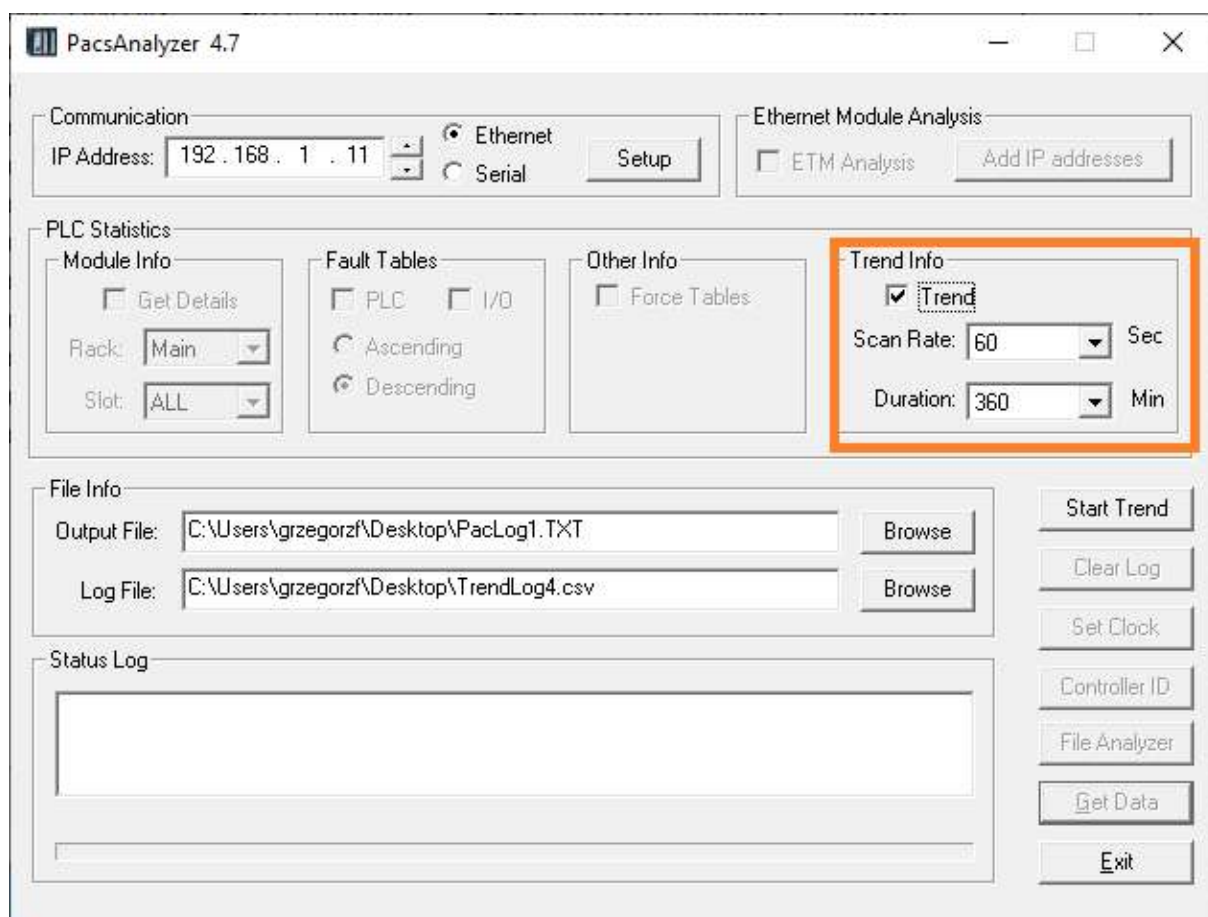 PacsAnalyzer 4.7
Communication
IP Address: 192 . 168 . 1 . 11
Ethernet
Serial
Setup
Ethernet Module Analysis
ETM Analysis
Add IP addresses
PLC Statistics
Module Info
Get Details
Rack: Main
Slot: ALL
Fault Tables
PLC I/O
Ascending
Descending
Other Info
Force Tables
Trend Info
Trend
Scan Rate: 60 Sec
Duration: 360 Min
File Info
Output File: C:\Users\grzegorzf\Desktop\PacLog1.TXT Browse
Log File: C:\Users\grzegorzf\Desktop\TrendLog4.csv Browse
Status Log
Start Trend
Clear Log
Set Clock
Controller ID
File Analyzer
Get Data
Exit